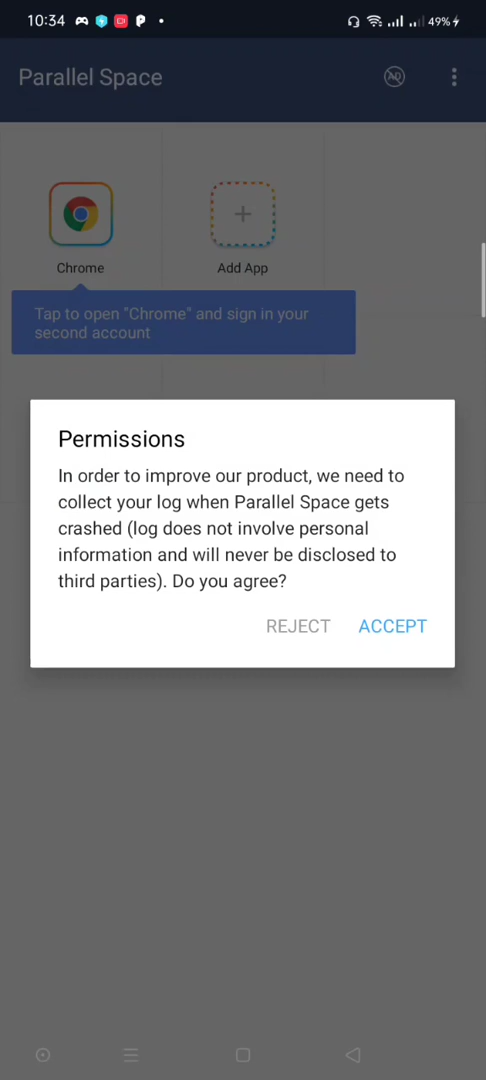 10:34
49%
Parallel Space
AD
Chrome
Add App
Tap to open "Chrome" and sign in your
second account
Permissions
In order to improve our product, we need to
collect your log when Parallel Space gets
crashed (log does not involve personal
information and will never be disclosed to
third parties). Do you agree?
REJECT
ACCEPT